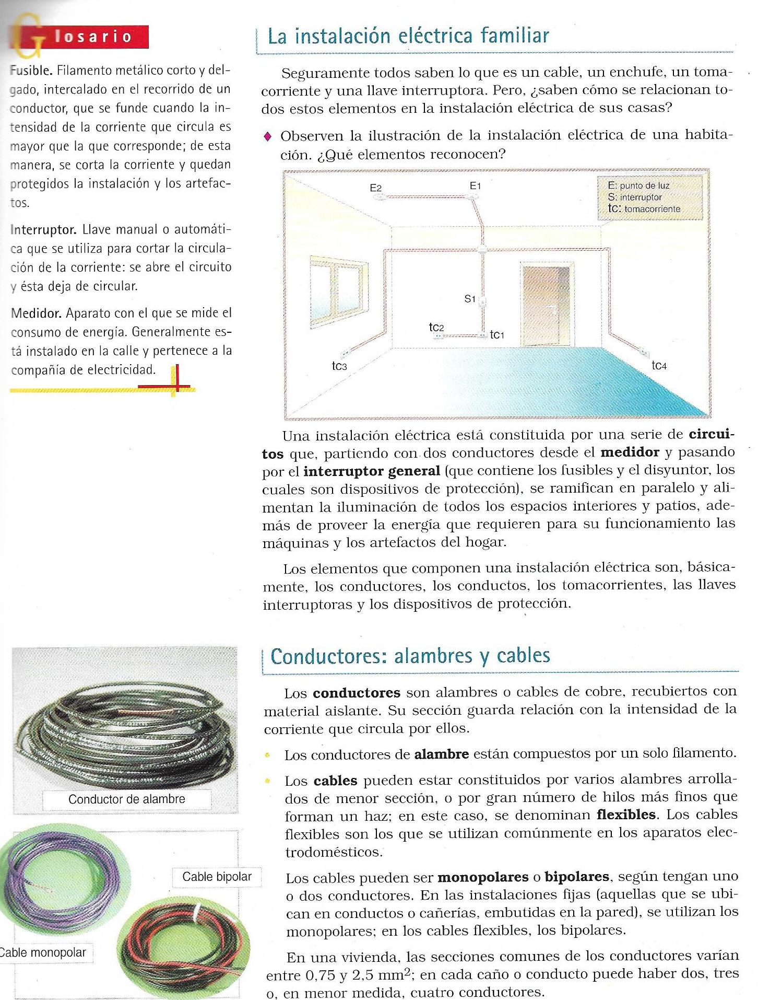 Glosario
Fusible. Filamento metálico corto y del-
gado, intercalado en el recorrido de un
conductor, que se funde cuando la in-
tensidad de la corriente que circula es
mayor que la que corresponde; de esta
manera, se corta la corriente y quedan
protegidos la instalación y los artefac-
tos.
Interruptor. Llave manual o automáti-
ca que se utiliza para cortar la circula-
ción de la corriente: se abre el circuito
y ésta deja de circular.
Medidor. Aparato con el que se mide el
consumo de energía. Generalmente es-
tá instalado en la calle y pertenece a la
compañía de electricidad.
La instalación eléctrica familiar
Seguramente todos saben lo que es un cable, un enchufe, un toma-
corriente y una llave interruptora. Pero, ¿saben cómo se relacionan to-
dos estos elementos en la instalación eléctrica de sus casas?
♦ Observen la ilustración de la instalación eléctrica de una habita-
ción. ¿Qué elementos reconocen?
E2
E1
E: punto de luz
S: interruptor
tc: tomacorriente
S1
tc2
tc1
tc3
tc4
Una instalación eléctrica está constituida por una serie de circui-
tos que, partiendo con dos conductores desde el medidor y pasando
por el interruptor general (que contiene los fusibles y el disyuntor, los
cuales son dispositivos de protección), se ramifican en paralelo y ali-
mentan la iluminación de todos los espacios interiores y patios, ade-
más de proveer la energía que requieren para su funcionamiento las
máquinas y los artefactos del hogar.
Los elementos que componen una instalación eléctrica son, básica-
mente, los conductores, los conductos, los tomacorrientes, las llaves
interruptoras y los dispositivos de protección.
Conductores: alambres y cables
Los conductores son alambres o cables de cobre, recubiertos con
material aislante. Su sección guarda relación con la intensidad de la
corriente que circula por ellos.
• Los conductores de alambre están compuestos por un solo filamento.
• Los cables pueden estar constituidos por varios alambres arrolla-
dos de menor sección, o por gran número de hilos más finos que
forman un haz; en este caso, se denominan flexibles. Los cables
flexibles son los que se utilizan comúnmente en los aparatos elec-
trodomésticos.
Los cables pueden ser monopolares o bipolares, según tengan uno
o dos conductores. En las instalaciones fijas (aquellas que se ubi-
can en conductos o cañerías, embutidas en la pared), se utilizan los
monopolares; en los cables flexibles, los bipolares.
En una vivienda, las secciones comunes de los conductores varían
entre 0,75 y 2,5 mm2; en cada caño o conducto puede haber dos, tres
o, en menor medida, cuatro conductores.
Conductor de alambre
Cable bipolar
Cable monopolar